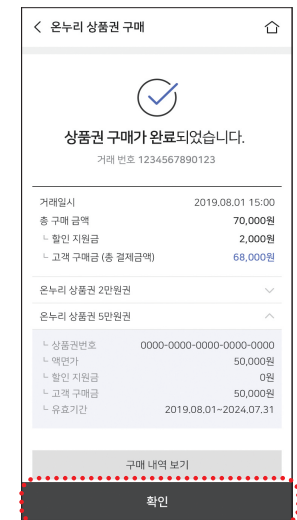 온누리 상품권 구매
상품권 구매가 완료되었습니다.
거래 번호 1234567890123
거래일시 2019.08.01 15:00
총 구매 금액 70,000원
└ 할인 지원금 2,000원
└ 고객 구매금 (총 결제금액) 68,000원
온누리 상품권 2만원권
온누리 상품권 5만원권
└ 상품권번호 0000-0000-0000-0000-0000
└ 액면가 50,000원
└ 할인 지원금 0원
└ 고객 구매금 50,000원
└ 유효기간 2019.08.01~2024.07.31
구매 내역 보기
확인